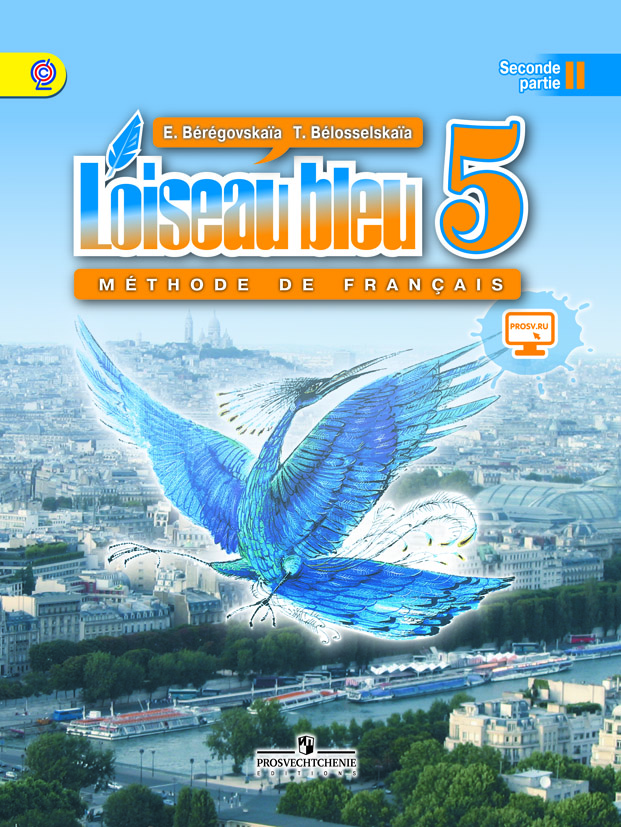 Seconde
partie II
E. Bérégovskaïa T. Bélosselskaïa
L'oiseau bleu 5
MÉTHODE DE FRANÇAIS
PROSV.RU
PROSVECHTCHENIE
EDITIONS